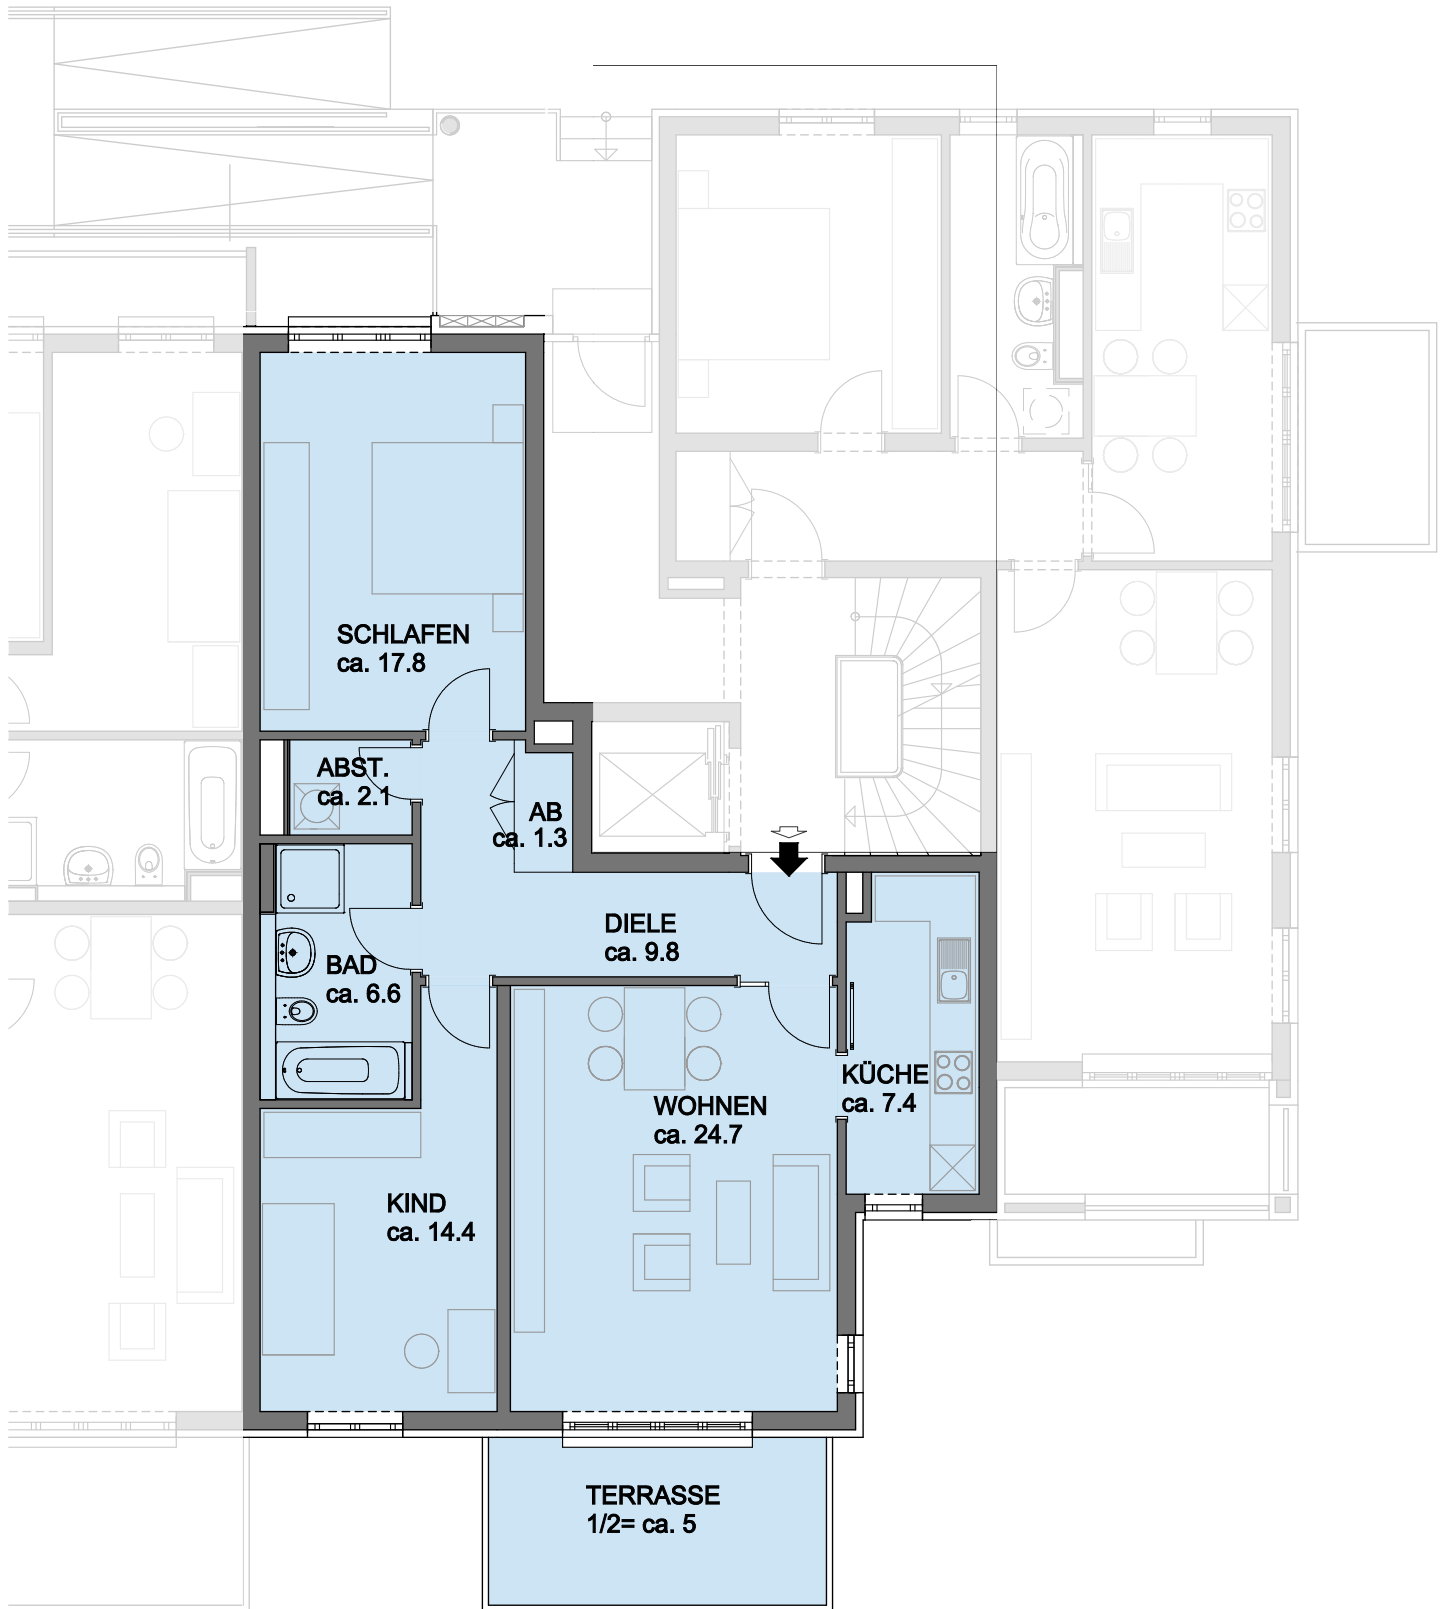 SCHLAFEN
ca. 17.8
ABST.
ca. 2.1
AB
ca. 1.3
DIELE
ca. 9.8
BAD
ca. 6.6
KÜCHE
ca. 7.4
WOHNEN
ca. 24.7
KIND
ca. 14.4
TERRASSE
1/2= ca. 5